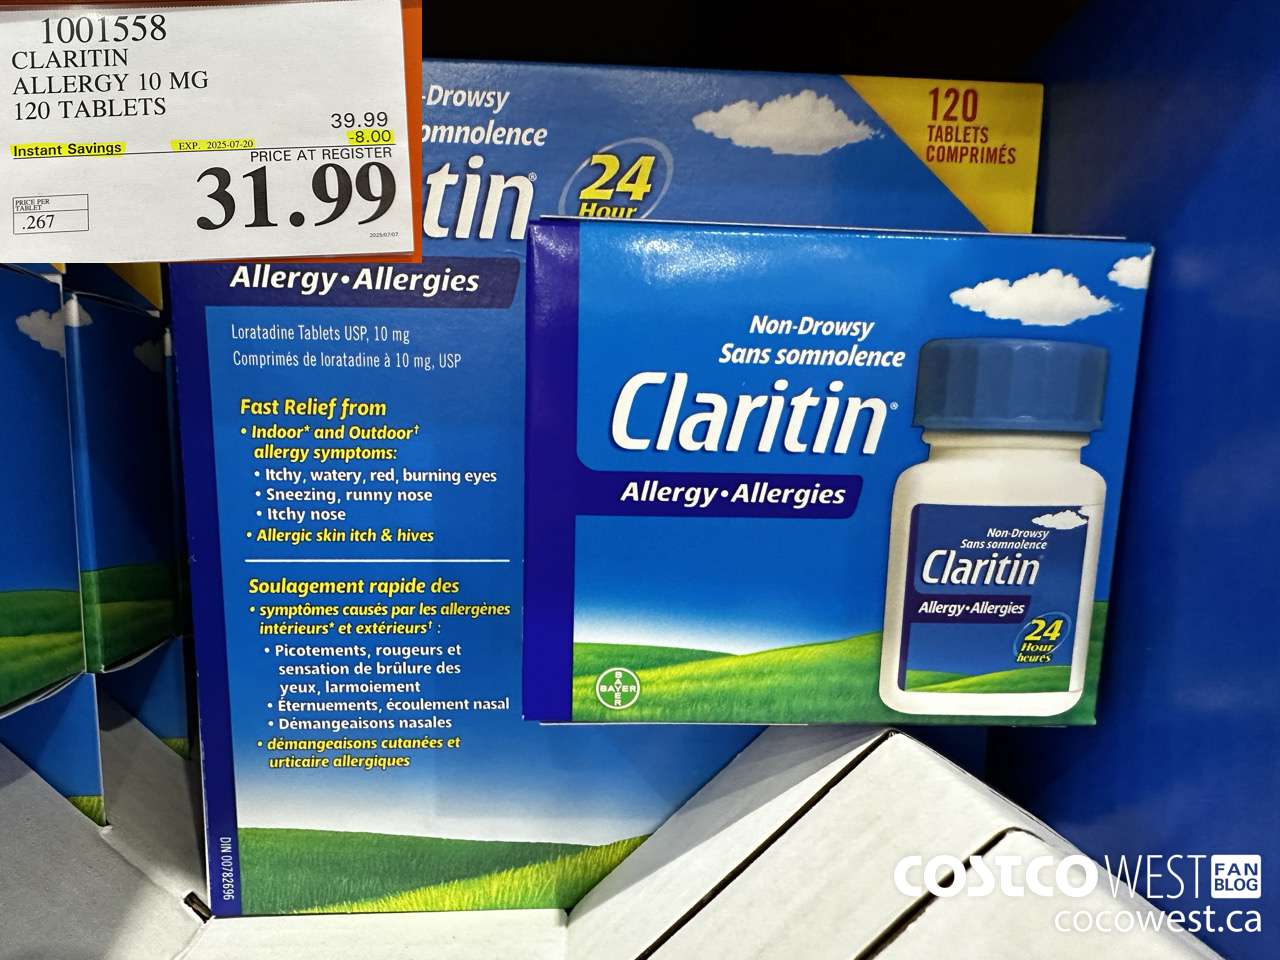 1001558
CLARITIN
ALLERGY 10 MG
120 TABLETS
39.99
Instant Savings EXP. 2025-07-20 -8.00
PRICE AT REGISTER
31.99
PRICE PER
TABLET
.267
2025/07/07
-Drowsy
omnolence
tin®
24
Hour
120
TABLETS
COMPRIMÉS
Allergy•Allergies
Loratadine Tablets USP, 10 mg
Comprimés de loratadine à 10 mg, USP
Fast Relief from
• Indoor* and Outdoor†
allergy symptoms:
• Itchy, watery, red, burning eyes
• Sneezing, runny nose
• Itchy nose
• Allergic skin itch & hives
Soulagement rapide des
• symptômes causés par les allergènes
intérieurs* et extérieurs† :
• Picotements, rougeurs et
sensation de brûlure des
yeux, larmoiement
• Éternuements, écoulement nasal
• Démangeaisons nasales
• démangeaisons cutanées et
urticaire allergiques
DIN 00782696
Non-Drowsy
Sans somnolence
Claritin®
Allergy•Allergies
BAYER
BAYER
Non-Drowsy
Sans somnolence
Claritin
Allergy•Allergies
24
Hour
heures
COSTCO WEST FAN
BLOG
cocowest.ca